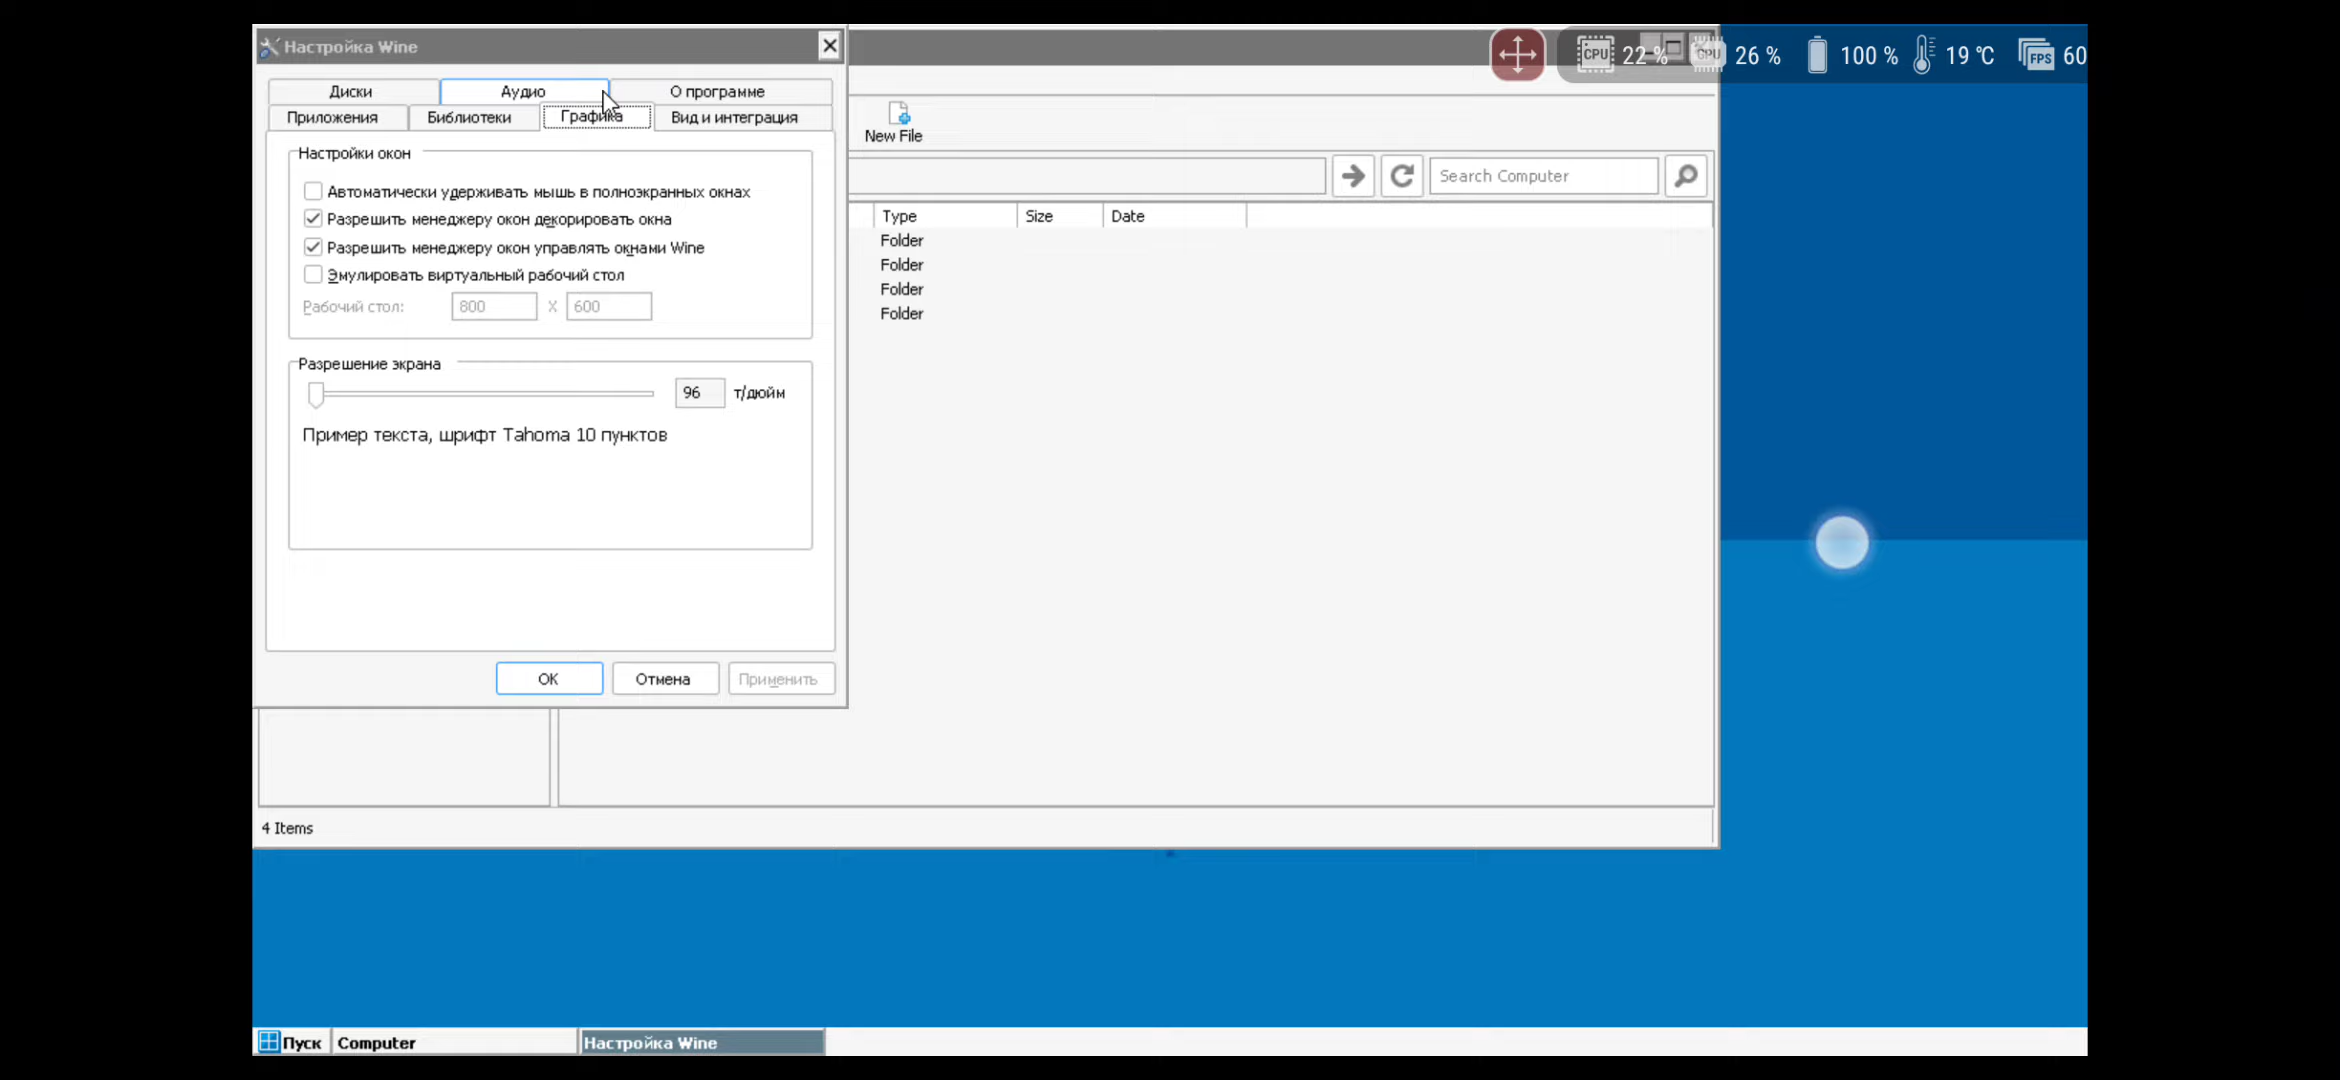 Настройка Wine
CPU 22 % GPU 26 % 100 % 19 °C FPS 60
Диски Аудио О программе
Приложения Библиотеки Графика Вид и интеграция
New File
Настройки окон
Автоматически удерживать мышь в полноэкранных окнах
Разрешить менеджеру окон декорировать окна
Разрешить менеджеру окон управлять окнами Wine
Эмулировать виртуальный рабочий стол
Рабочий стол: 800 X 600
Search Computer
Type Size Date
Folder
Folder
Folder
Folder
Разрешение экрана
96 т/дюйм
Пример текста, шрифт Tahoma 10 пунктов
OK Отмена Применить
4 Items
Пуск Computer Настройка Wine